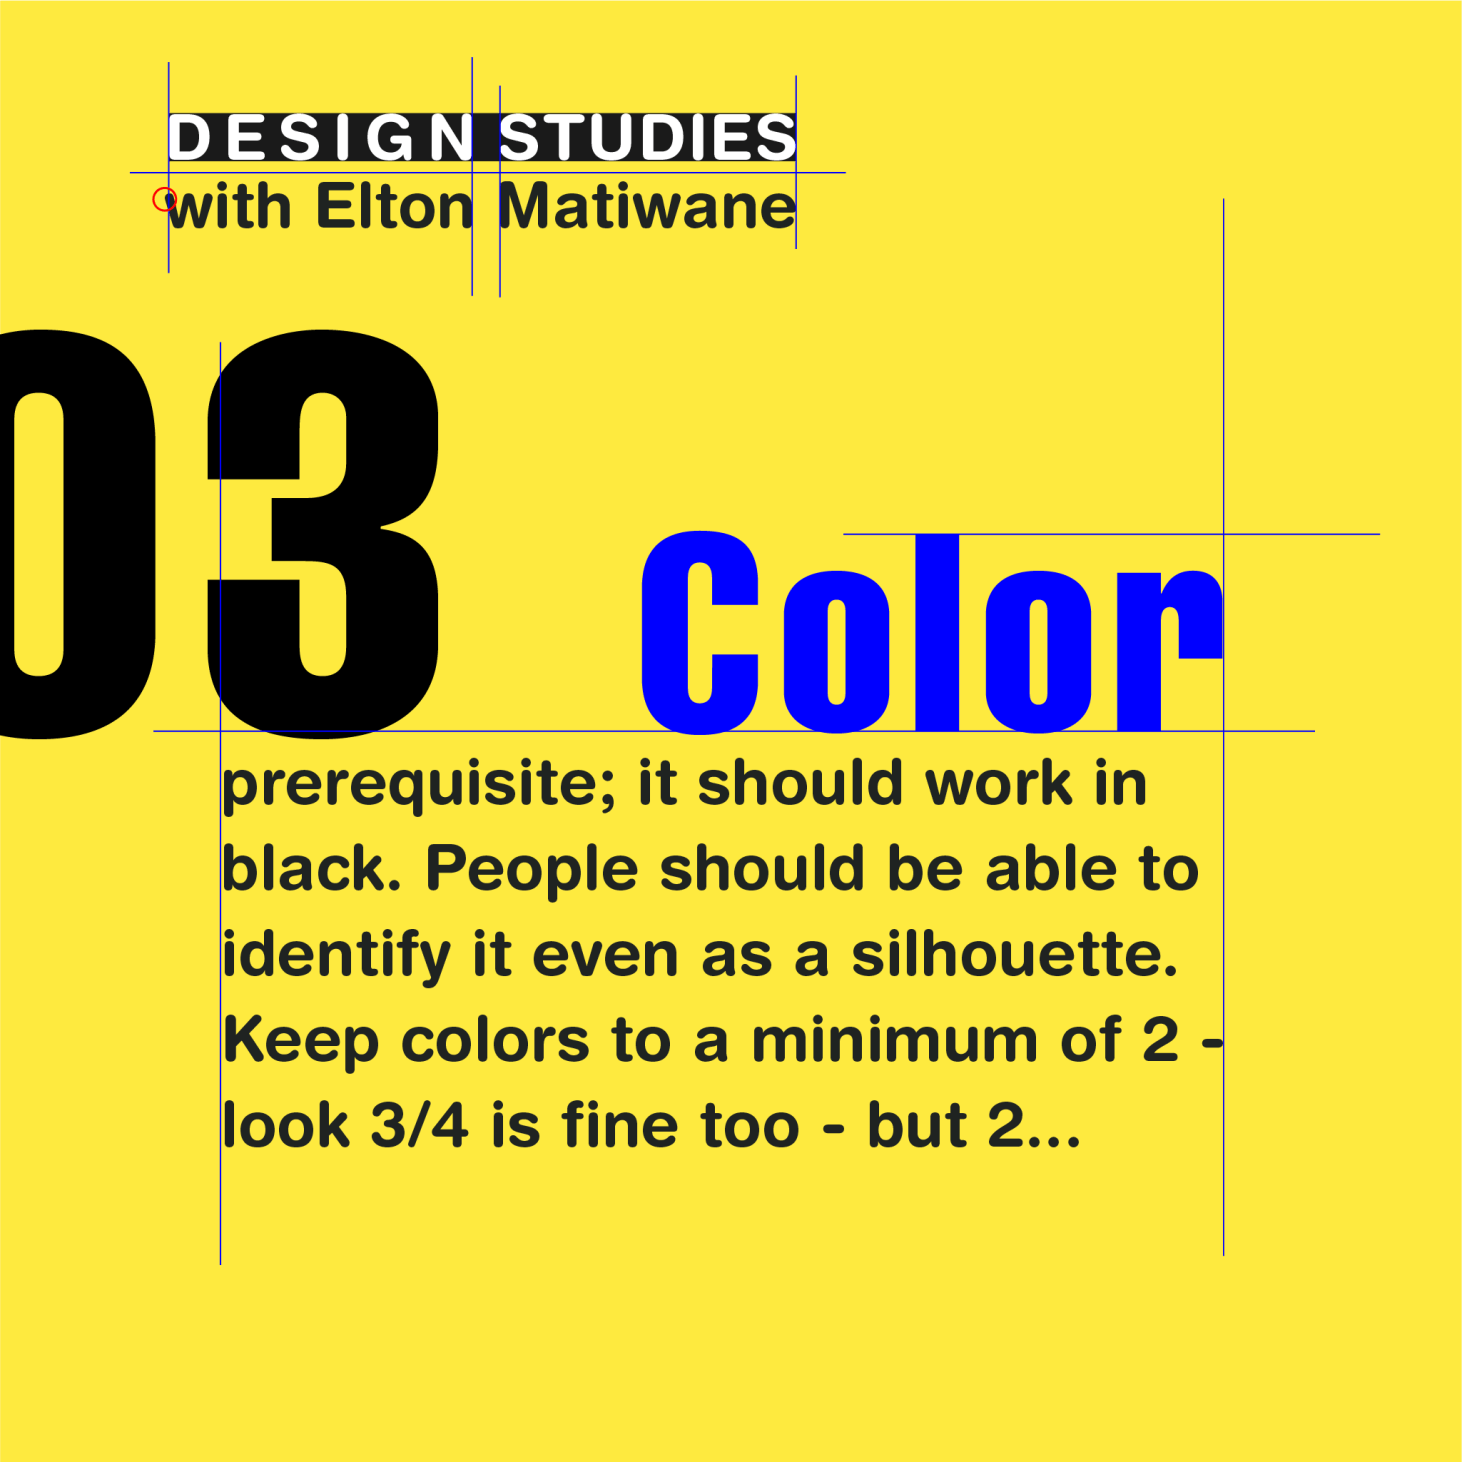 DESIGN STUDIES
with Elton Matiwane
03 Color
prerequisite; it should work in
black. People should be able to
identify it even as a silhouette.
Keep colors to a minimum of 2 -
look 3/4 is fine too - but 2...